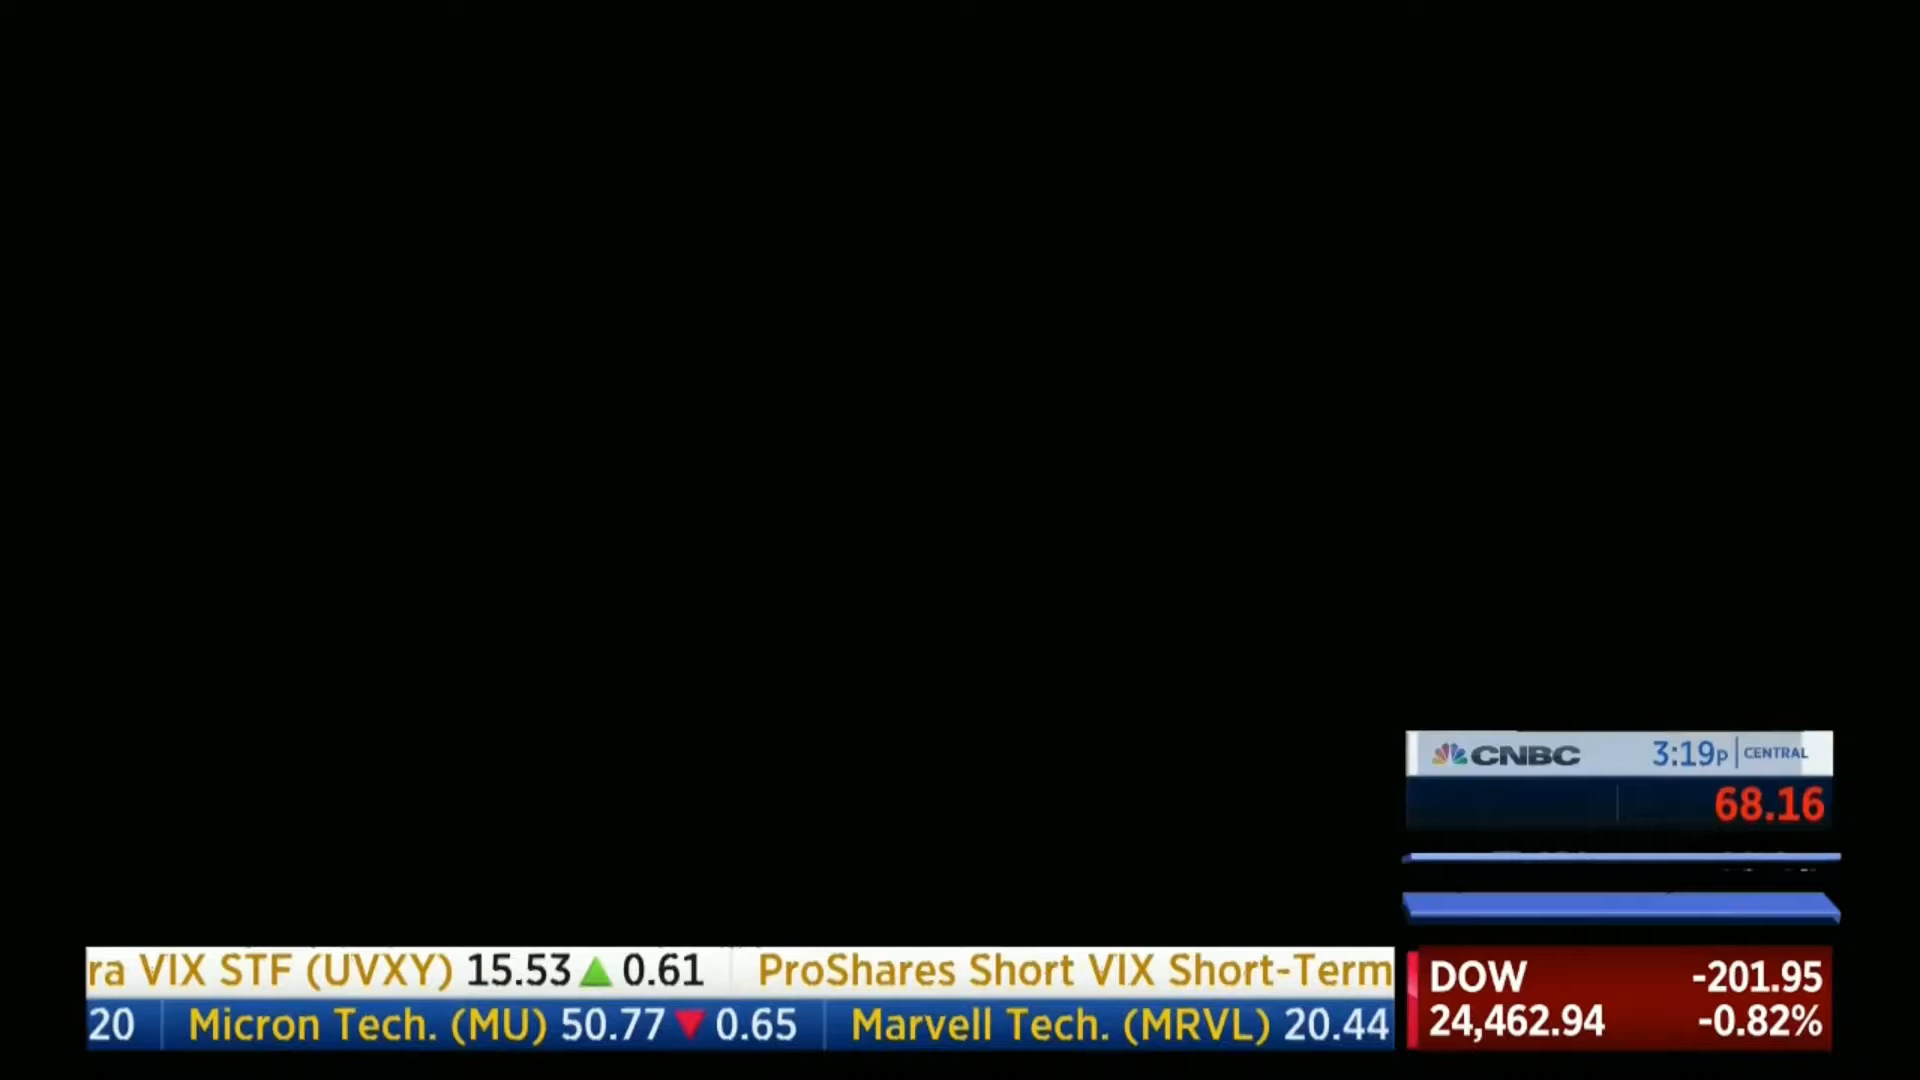 CNBC 3:19P CENTRAL
68.16
ra VIX STF (UVXY) 15.53 0.61 ProShares Short VIX Short-Term
20 Micron Tech. (MU) 50.77 0.65 Marvell Tech. (MRVL) 20.44
DOW -201.95
24,462.94 -0.82%